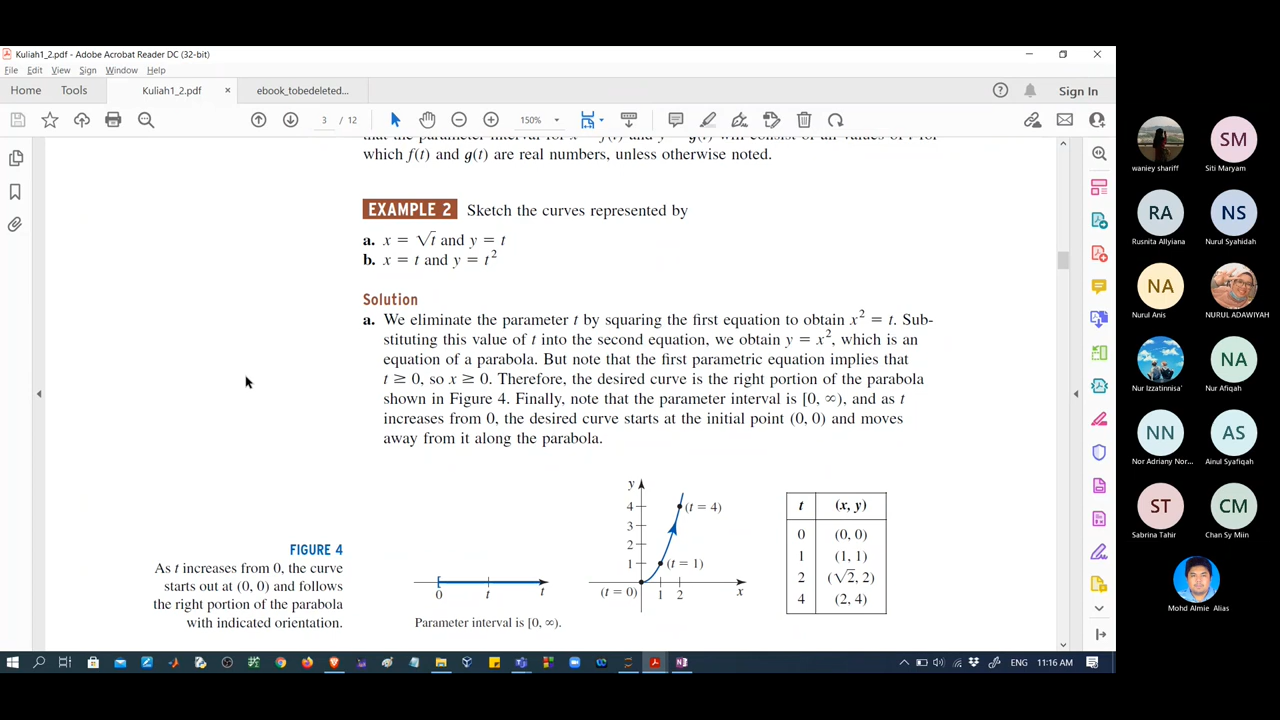 Kuliah1_2.pdf - Adobe Acrobat Reader DC (32-bit)
File Edit View Sign Window Help
Home Tools Kuliah1_2.pdf × ebook_tobedeleted... Sign In
3 / 12 150%
which f(t) and g(t) are real numbers, unless otherwise noted.
EXAMPLE 2 Sketch the curves represented by
a. x = √t and y = t
b. x = t and y = t²
Solution
a. We eliminate the parameter t by squaring the first equation to obtain x² = t. Sub-
stituting this value of t into the second equation, we obtain y = x², which is an
equation of a parabola. But note that the first parametric equation implies that
t ≥ 0, so x ≥ 0. Therefore, the desired curve is the right portion of the parabola
shown in Figure 4. Finally, note that the parameter interval is [0, ∞), and as t
increases from 0, the desired curve starts at the initial point (0, 0) and moves
away from it along the parabola.
FIGURE 4
As t increases from 0, the curve
starts out at (0, 0) and follows
the right portion of the parabola
with indicated orientation.
0 t t
Parameter interval is [0, ∞).
y
4 (t = 4)
3
2
1 (t = 1)
(t = 0) 1 2 x
t (x, y)
0 (0, 0)
1 (1, 1)
2 (√2, 2)
4 (2, 4)
waniey shariff
SM
Siti Maryam
RA
Rusnita Allyiana
NS
Nurul Syahidah
NA
Nurul Anis
NURUL ADAWIYAH
Nur Izzatinnisa'
NA
Nur Afiqah
NN
Nor Adriany Nor...
AS
Ainul Syafiqah
ST
Sabrina Tahir
CM
Chan Sy Miin
Mohd Almie Alias
ENG 11:16 AM